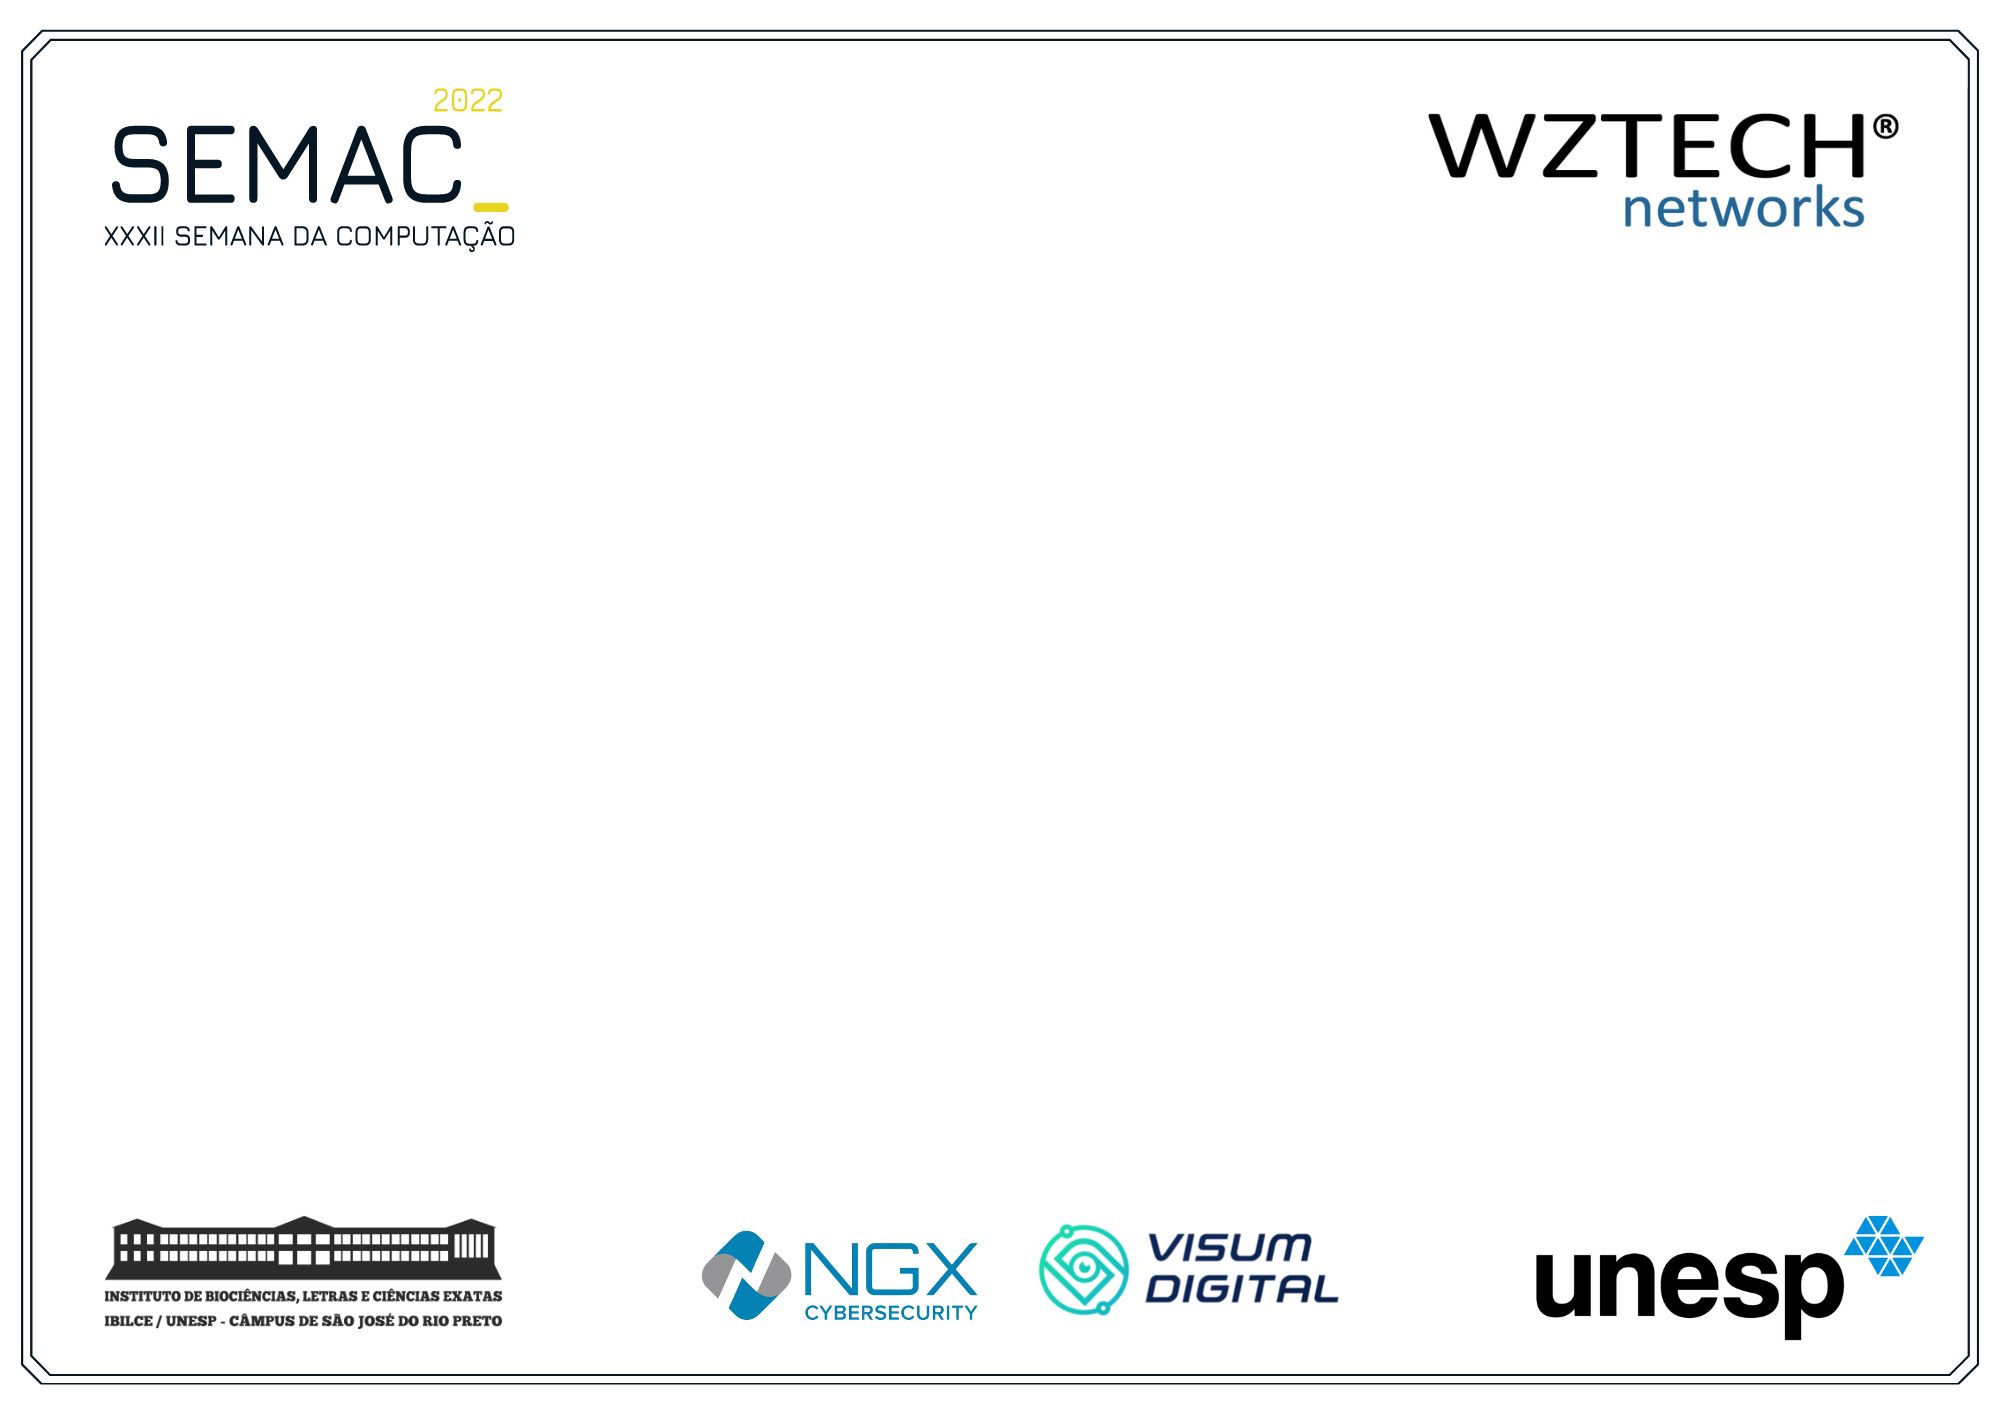 2022
SEMAC_
XXXII SEMANA DA COMPUTAÇÃO
WZTECH®
networks
INSTITUTO DE BIOCIÊNCIAS, LETRAS E CIÊNCIAS EXATAS
IBILCE / UNESP - CÂMPUS DE SÃO JOSÉ DO RIO PRETO
NGX
CYBERSECURITY
VISUM
DIGITAL
unesp